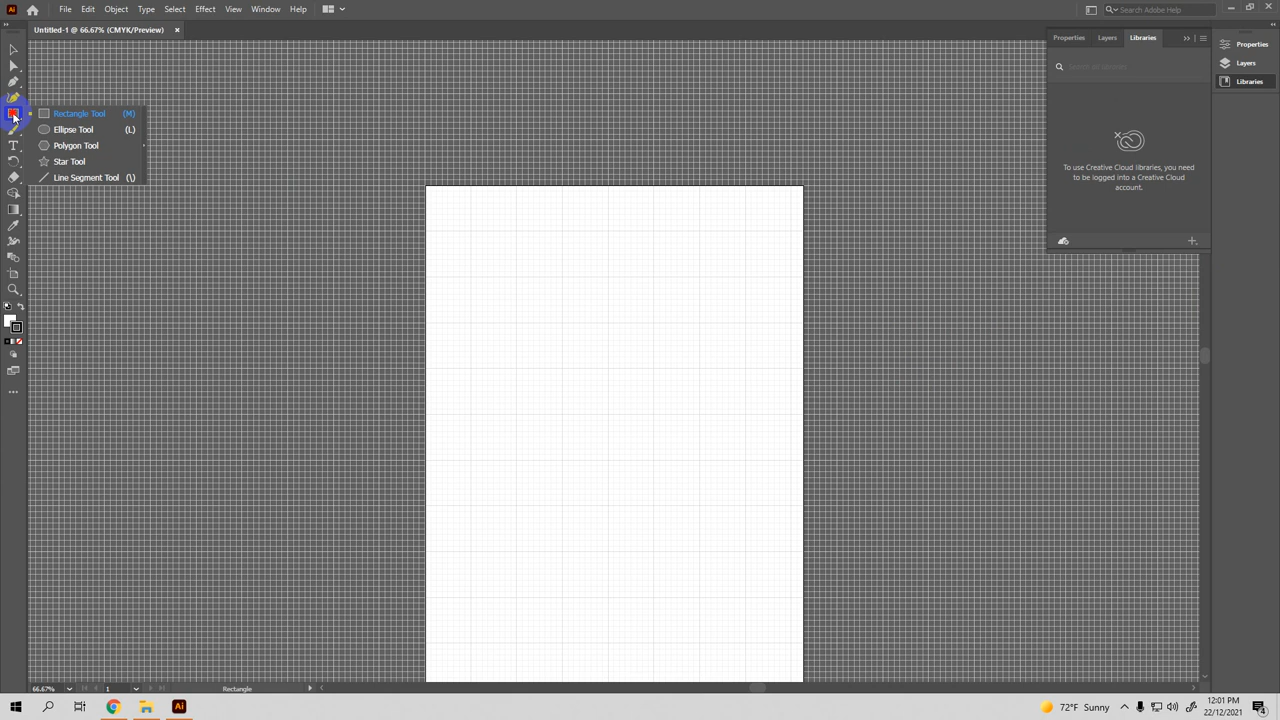 Ai File Edit Object Type Select Effect View Window Help Search Adobe Help
Untitled-1 @ 66.67% (CMYK/Preview) ×
Properties Layers Libraries
Properties
Layers
Libraries
Rectangle Tool (M)
Ellipse Tool (L)
Polygon Tool
Star Tool
Line Segment Tool (\)
To use Creative Cloud libraries, you need
to be logged into a Creative Cloud
account.
66.67% 1 Rectangle
Ai 72°F Sunny 12:01 PM
22/12/2021
4